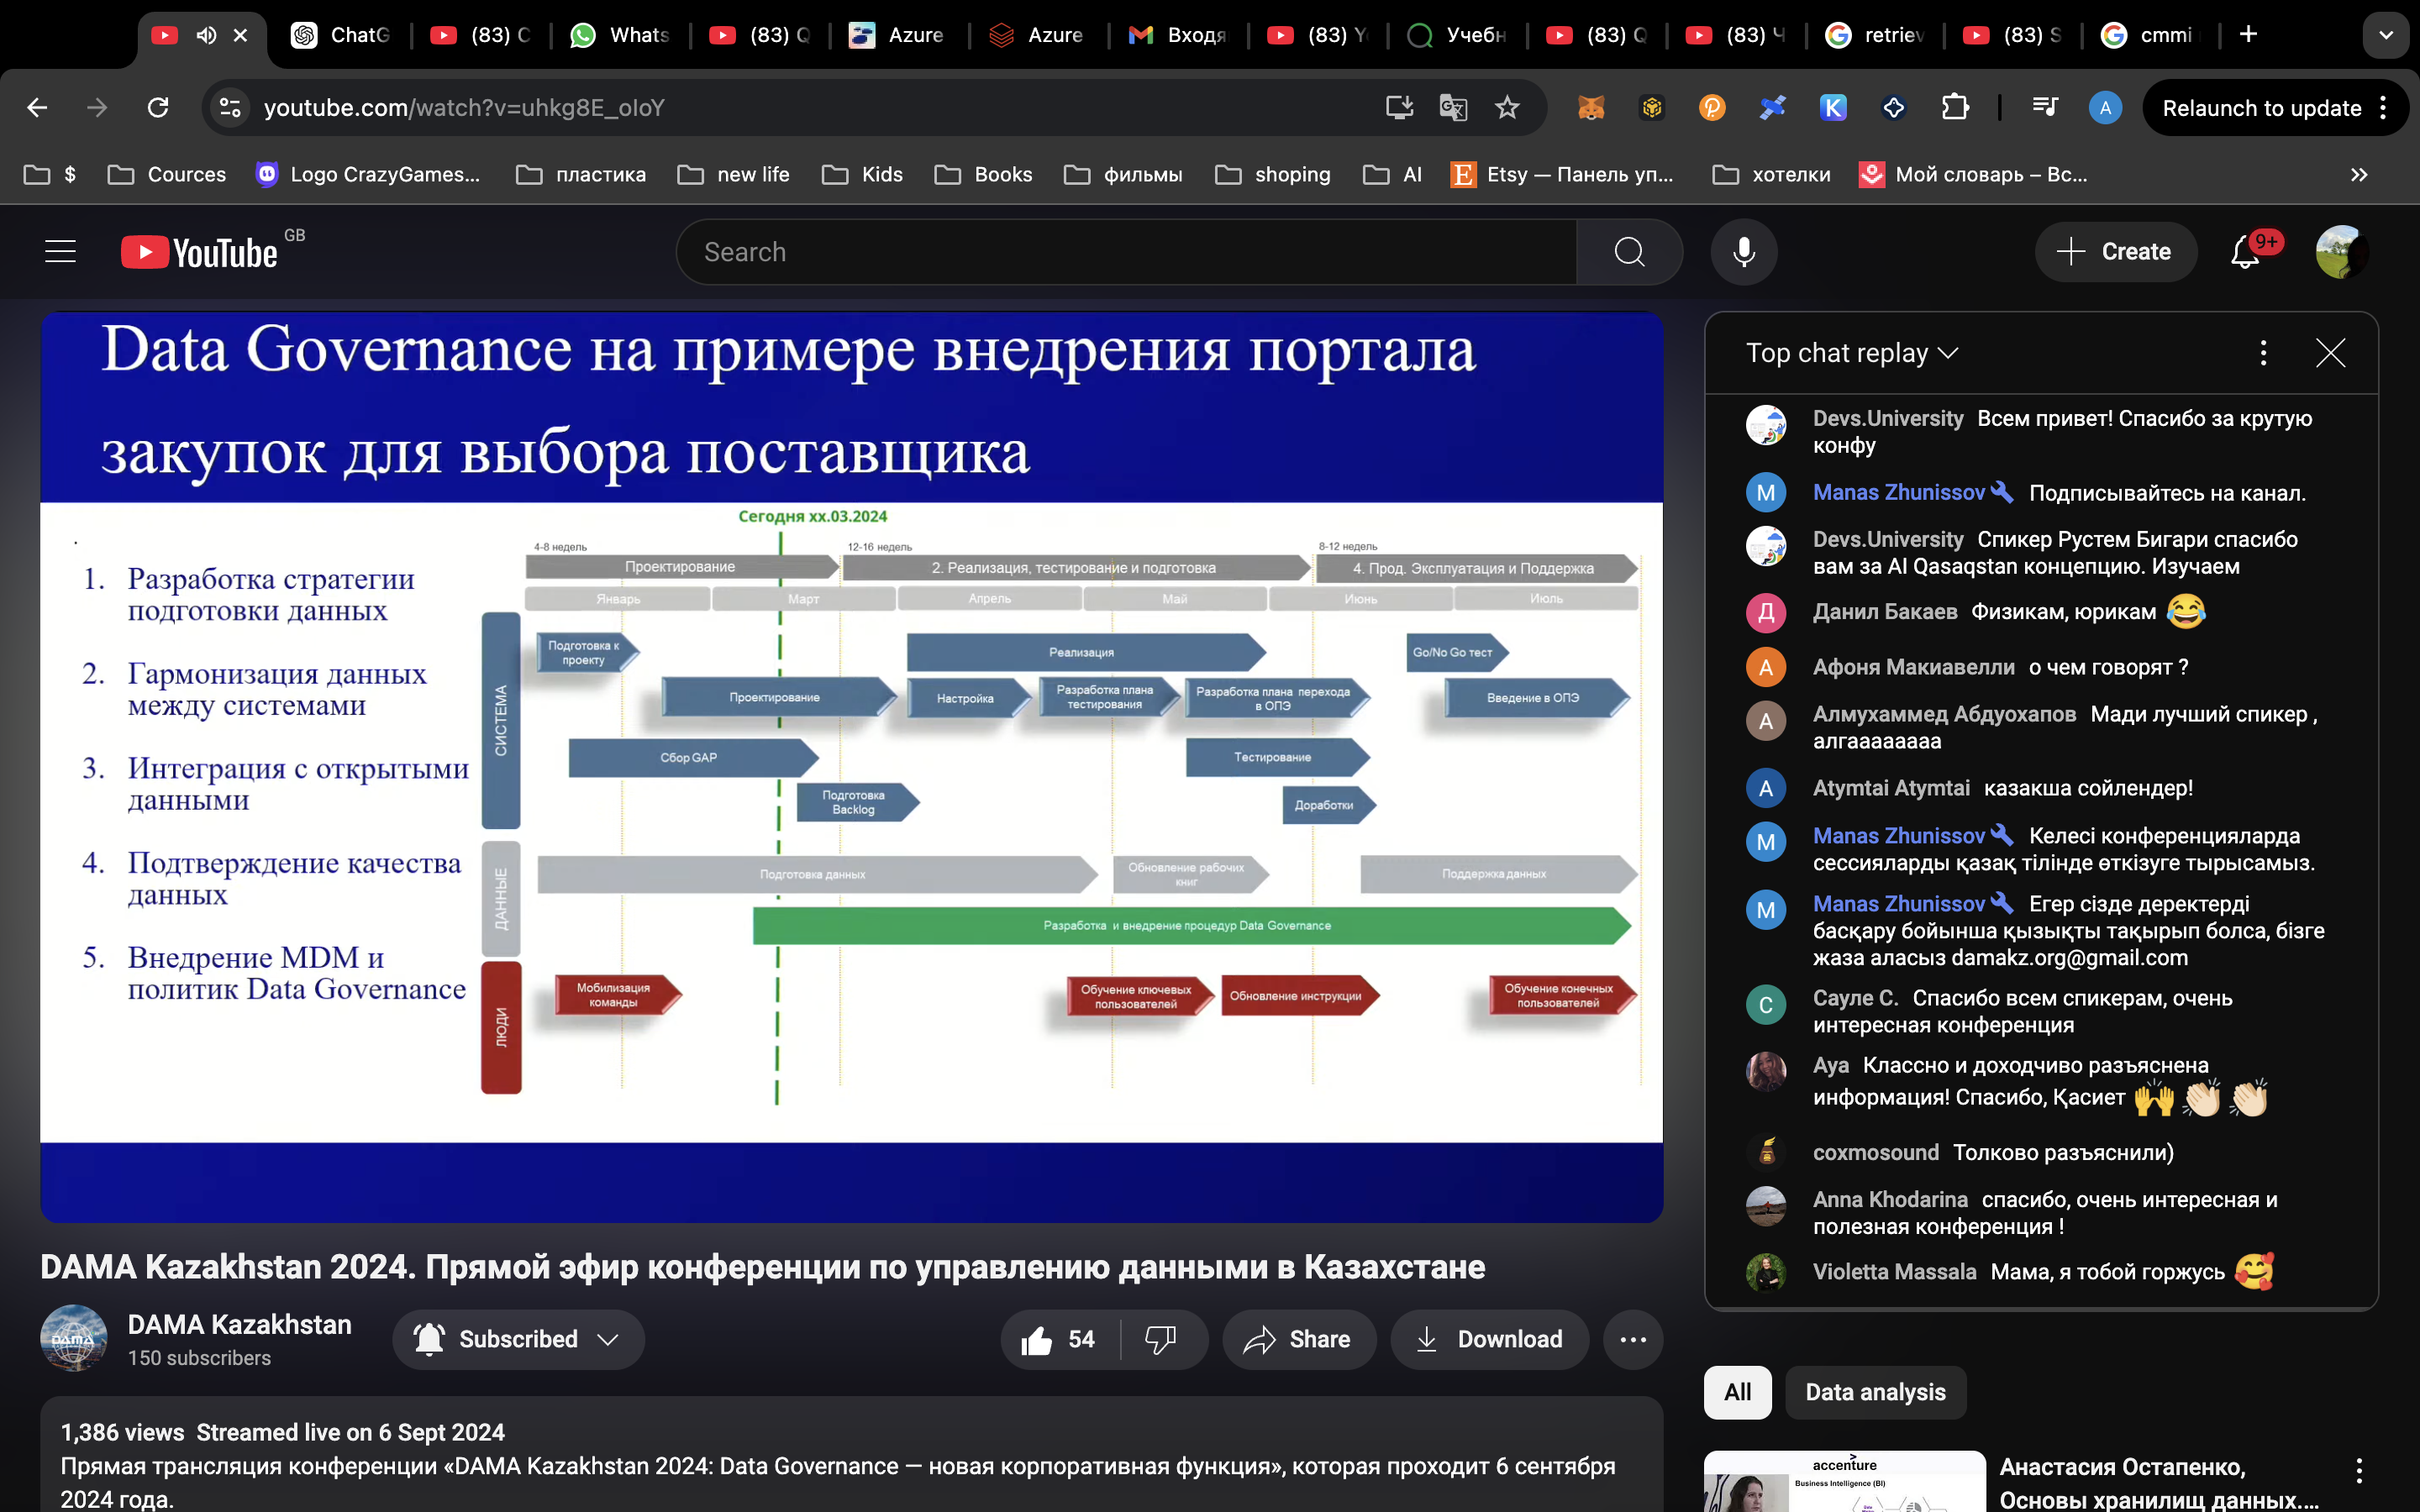 ChatG
(83) C
Whats
(83) Q
Azure
Azure
Входя
(83) Y
Учебн
(83) Q
(83) Ч
retriev
(83) S
cmmi
youtube.com/watch?v=uhkg8E_oloY
A
Relaunch to update
$
Cources
Logo CrazyGames...
пластика
new life
Kids
Books
фильмы
shoping
AI
Etsy — Панель уп...
хотелки
Мой словарь – Вс...
YouTube GB
Search
Create
9+
Data Governance на примере внедрения портала
закупок для выбора поставщика
Сегодня xx.03.2024
1. Разработка стратегии
подготовки данных
2. Гармонизация данных
между системами
3. Интеграция с открытыми
данными
4. Подтверждение качества
данных
5. Внедрение MDM и
политик Data Governance
4-8 недель
12-16 недель
8-12 недель
Проектирование
2. Реализация, тестирование и подготовка
4. Прод. Эксплуатация и Поддержка
Январь
Март
Апрель
Май
Июнь
Июль
СИСТЕМА
Подготовка к
проекту
Реализация
Go/No Go тест
Проектирование
Настройка
Разработка плана
тестирования
Разработка плана перехода
в ОПЭ
Введение в ОПЭ
Сбор GAP
Тестирование
Подготовка
Backlog
Доработки
ДАННЫЕ
Подготовка данных
Обновление рабочих
книг
Поддержка данных
Разработка и внедрение процедур Data Governance
ЛЮДИ
Мобилизация
команды
Обучение ключевых
пользователей
Обновление инструкции
Обучение конечных
пользователей
Top chat replay
Devs.University Всем привет! Спасибо за крутую
конфу
M
Manas Zhunissov Подписывайтесь на канал.
Devs.University Спикер Рустем Бигари спасибо
вам за AI Qasaqstan концепцию. Изучаем
Д
Данил Бакаев Физикам, юрикам 😂
А
Афоня Макиавелли о чем говорят ?
А
Алмухаммед Абдуохапов Мади лучший спикер ,
алгаааааааа
A
Atymtai Atymtai казакша сойлендер!
M
Manas Zhunissov Келесі конференцияларда
сессияларды қазақ тілінде өткізуге тырысамыз.
M
Manas Zhunissov Егер сізде деректерді
басқару бойынша қызықты тақырып болса, бізге
жаза аласыз damakz.org@gmail.com
С
Сауле С. Спасибо всем спикерам, очень
интересная конференция
Aya Классно и доходчиво разъяснена
информация! Спасибо, Қасиет 🙌👏🏻👏🏻
coxmosound Толково разъяснили)
Anna Khodarina спасибо, очень интересная и
полезная конференция !
Violetta Massala Мама, я тобой горжусь 🥰
DAMA Kazakhstan 2024. Прямой эфир конференции по управлению данными в Казахстане
DAMA
DAMA Kazakhstan
150 subscribers
Subscribed
54
Share
Download
1,386 views Streamed live on 6 Sept 2024
Прямая трансляция конференции «DAMA Kazakhstan 2024: Data Governance — новая корпоративная функция», которая проходит 6 сентября
2024 года.
All
Data analysis
accenture
Business Intelligence (BI)
Анастасия Остапенко,
Основы хранилищ данных....